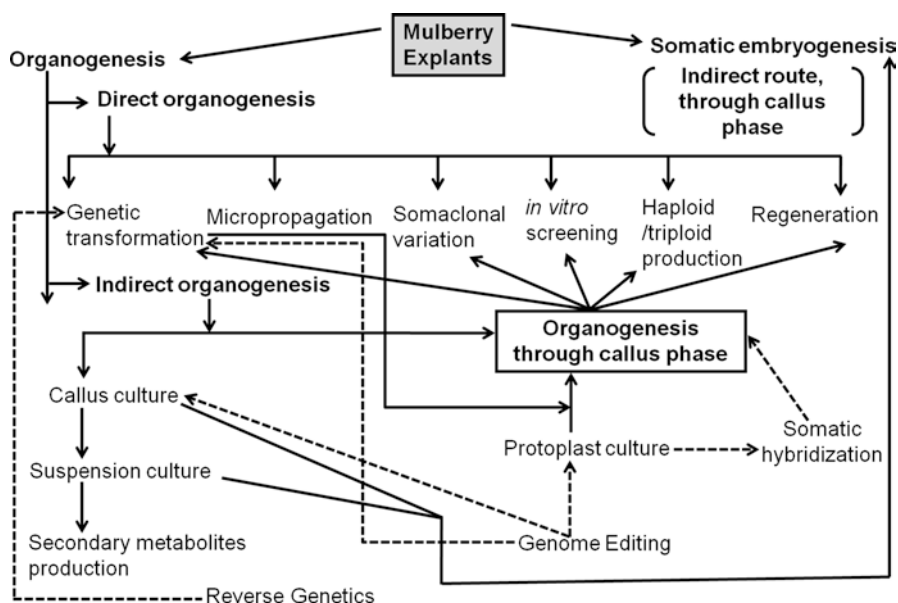 Mulberry
Explants
Organogenesis
Somatic embryogenesis
Indirect route,
through callus
phase
Direct organogenesis
Genetic
transformation
Micropropagation
Somaclonal
variation
in vitro
screening
Haploid
/triploid
production
Regeneration
Indirect organogenesis
Organogenesis
through callus phase
Callus culture
Protoplast culture
Somatic
hybridization
Suspension culture
Secondary metabolites
production
Genome Editing
Reverse Genetics